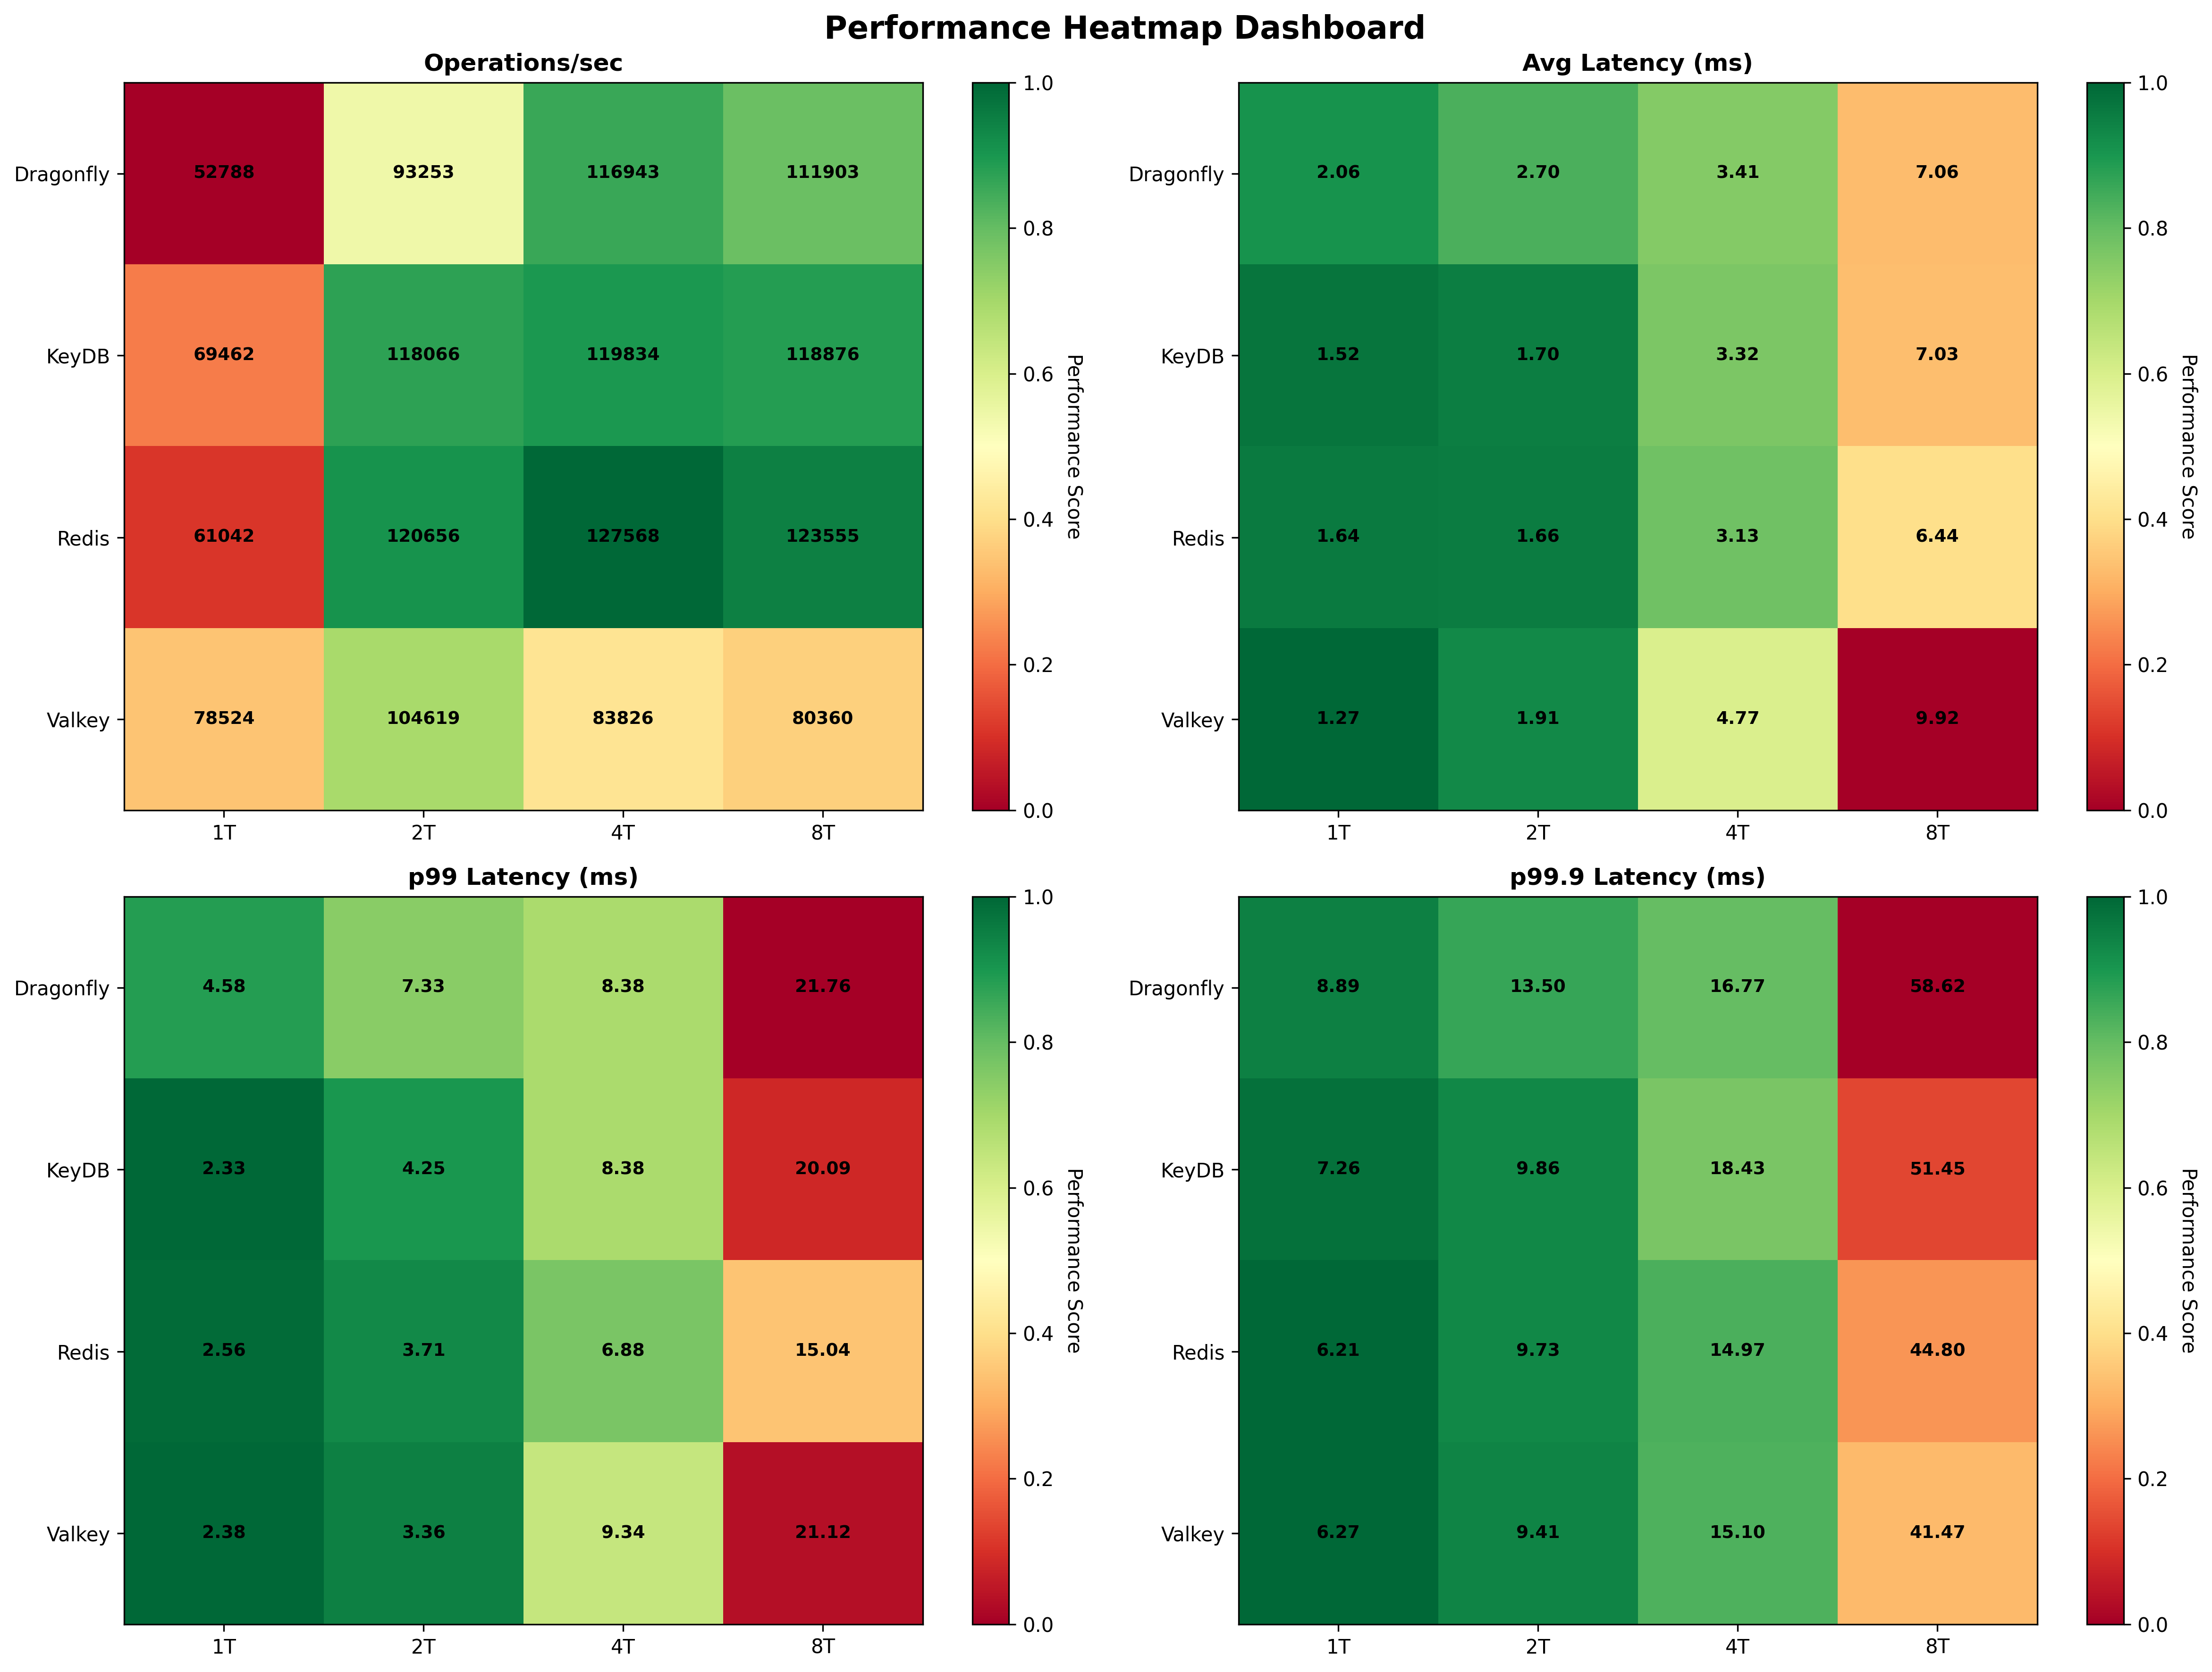 Performance Heatmap Dashboard
Operations/sec
Dragonfly 52788 93253 116943 111903
KeyDB 69462 118066 119834 118876
Redis 61042 120656 127568 123555
Valkey 78524 104619 83826 80360
1T 2T 4T 8T
1.0
0.8
0.6
0.4
0.2
0.0
Performance Score
Avg Latency (ms)
Dragonfly 2.06 2.70 3.41 7.06
KeyDB 1.52 1.70 3.32 7.03
Redis 1.64 1.66 3.13 6.44
Valkey 1.27 1.91 4.77 9.92
1T 2T 4T 8T
1.0
0.8
0.6
0.4
0.2
0.0
Performance Score
p99 Latency (ms)
Dragonfly 4.58 7.33 8.38 21.76
KeyDB 2.33 4.25 8.38 20.09
Redis 2.56 3.71 6.88 15.04
Valkey 2.38 3.36 9.34 21.12
1T 2T 4T 8T
1.0
0.8
0.6
0.4
0.2
0.0
Performance Score
p99.9 Latency (ms)
Dragonfly 8.89 13.50 16.77 58.62
KeyDB 7.26 9.86 18.43 51.45
Redis 6.21 9.73 14.97 44.80
Valkey 6.27 9.41 15.10 41.47
1T 2T 4T 8T
1.0
0.8
0.6
0.4
0.2
0.0
Performance Score